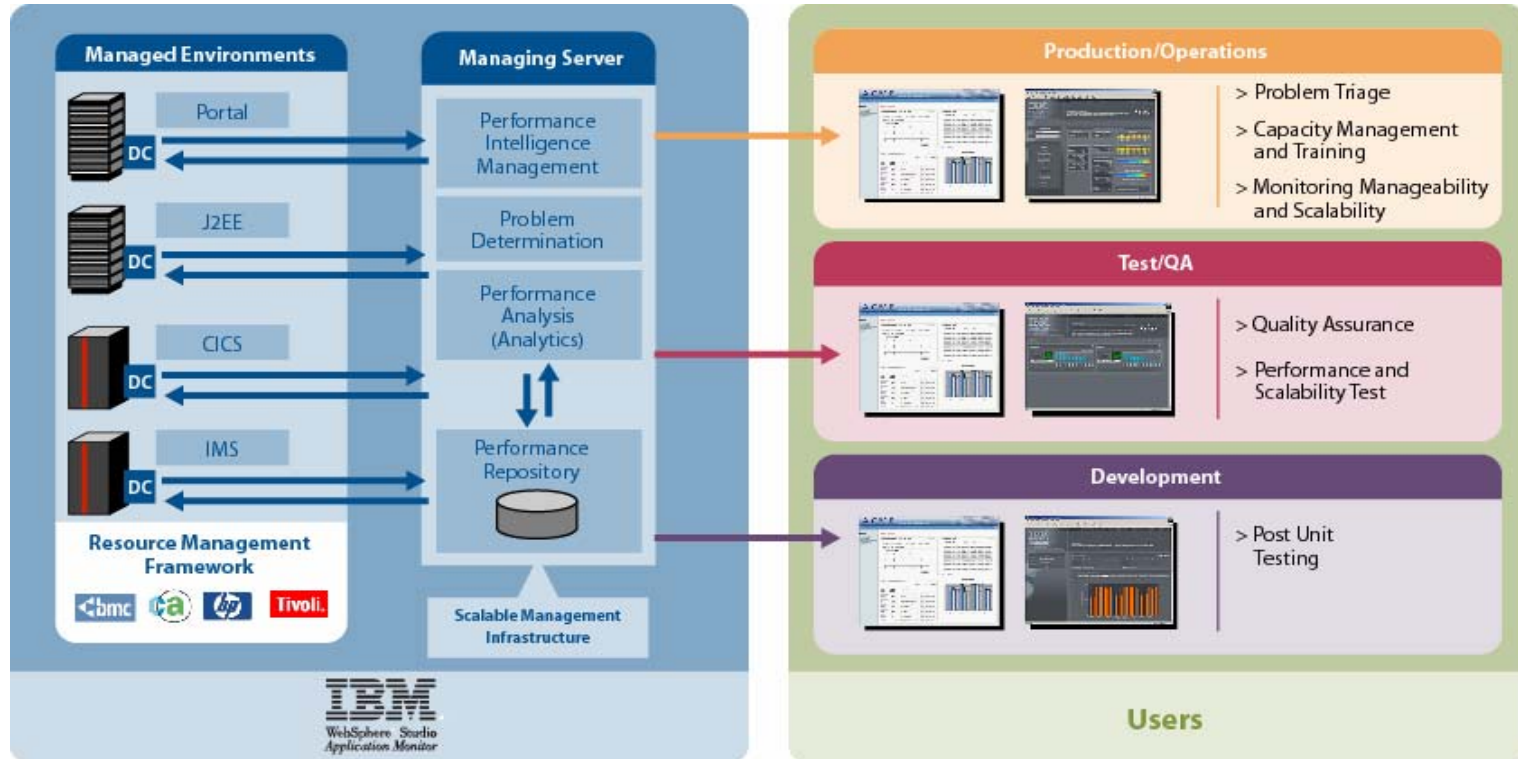 Managed Environments
Portal
DC
J2EE
DC
CICS
DC
IMS
DC
Resource Management
Framework
bmc
ca
hp
Tivoli.
Managing Server
Performance
Intelligence
Management
Problem
Determination
Performance
Analysis
(Analytics)
Performance
Repository
Scalable Management
Infrastructure
IBM
WebSphere Studio
Application Monitor
Production/Operations
> Problem Triage
> Capacity Management
and Training
> Monitoring Manageability
and Scalability
Test/QA
> Quality Assurance
> Performance and
Scalability Test
Development
> Post Unit
Testing
Users